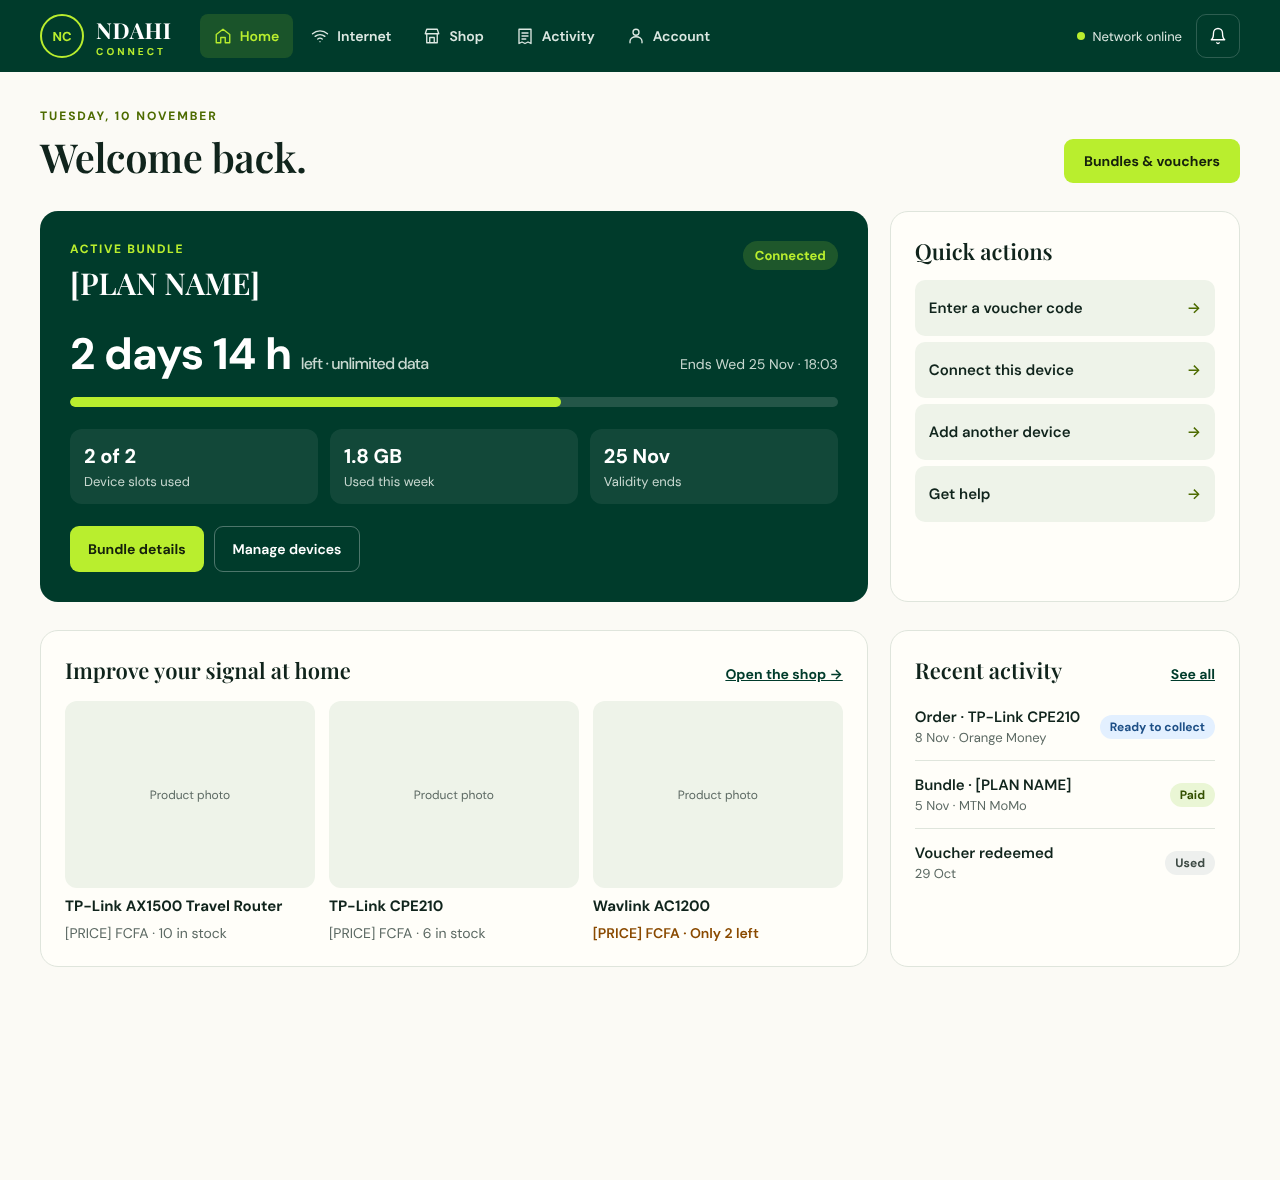 NC
NDAHI
CONNECT
Home
Internet
Shop
Activity
Account
Network online
TUESDAY, 10 NOVEMBER
Welcome back.
Bundles & vouchers
ACTIVE BUNDLE
[PLAN NAME]
Connected
2 days 14 h left · unlimited data
Ends Wed 25 Nov · 18:03
2 of 2
Device slots used
1.8 GB
Used this week
25 Nov
Validity ends
Bundle details
Manage devices
Quick actions
Enter a voucher code →
Connect this device →
Add another device →
Get help →
Improve your signal at home
Open the shop →
Product photo
TP-Link AX1500 Travel Router
[PRICE] FCFA · 10 in stock
Product photo
TP-Link CPE210
[PRICE] FCFA · 6 in stock
Product photo
Wavlink AC1200
[PRICE] FCFA · Only 2 left
Recent activity
See all
Order · TP-Link CPE210
8 Nov · Orange Money
Ready to collect
Bundle · [PLAN NAME]
5 Nov · MTN MoMo
Paid
Voucher redeemed
29 Oct
Used